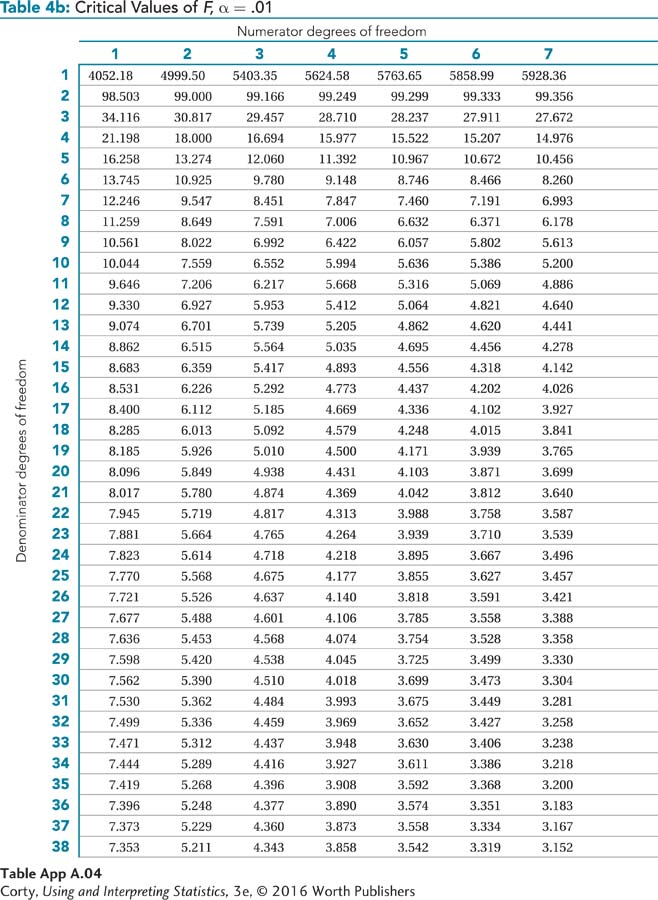 Table 4b: Critical Values of F, α = .01
Numerator degrees of freedom
1 2 3 4 5 6 7
Denominator degrees of freedom
1 4052.18 4999.50 5403.35 5624.58 5763.65 5858.99 5928.36
2 98.503 99.000 99.166 99.249 99.299 99.333 99.356
3 34.116 30.817 29.457 28.710 28.237 27.911 27.672
4 21.198 18.000 16.694 15.977 15.522 15.207 14.976
5 16.258 13.274 12.060 11.392 10.967 10.672 10.456
6 13.745 10.925 9.780 9.148 8.746 8.466 8.260
7 12.246 9.547 8.451 7.847 7.460 7.191 6.993
8 11.259 8.649 7.591 7.006 6.632 6.371 6.178
9 10.561 8.022 6.992 6.422 6.057 5.802 5.613
10 10.044 7.559 6.552 5.994 5.636 5.386 5.200
11 9.646 7.206 6.217 5.668 5.316 5.069 4.886
12 9.330 6.927 5.953 5.412 5.064 4.821 4.640
13 9.074 6.701 5.739 5.205 4.862 4.620 4.441
14 8.862 6.515 5.564 5.035 4.695 4.456 4.278
15 8.683 6.359 5.417 4.893 4.556 4.318 4.142
16 8.531 6.226 5.292 4.773 4.437 4.202 4.026
17 8.400 6.112 5.185 4.669 4.336 4.102 3.927
18 8.285 6.013 5.092 4.579 4.248 4.015 3.841
19 8.185 5.926 5.010 4.500 4.171 3.939 3.765
20 8.096 5.849 4.938 4.431 4.103 3.871 3.699
21 8.017 5.780 4.874 4.369 4.042 3.812 3.640
22 7.945 5.719 4.817 4.313 3.988 3.758 3.587
23 7.881 5.664 4.765 4.264 3.939 3.710 3.539
24 7.823 5.614 4.718 4.218 3.895 3.667 3.496
25 7.770 5.568 4.675 4.177 3.855 3.627 3.457
26 7.721 5.526 4.637 4.140 3.818 3.591 3.421
27 7.677 5.488 4.601 4.106 3.785 3.558 3.388
28 7.636 5.453 4.568 4.074 3.754 3.528 3.358
29 7.598 5.420 4.538 4.045 3.725 3.499 3.330
30 7.562 5.390 4.510 4.018 3.699 3.473 3.304
31 7.530 5.362 4.484 3.993 3.675 3.449 3.281
32 7.499 5.336 4.459 3.969 3.652 3.427 3.258
33 7.471 5.312 4.437 3.948 3.630 3.406 3.238
34 7.444 5.289 4.416 3.927 3.611 3.386 3.218
35 7.419 5.268 4.396 3.908 3.592 3.368 3.200
36 7.396 5.248 4.377 3.890 3.574 3.351 3.183
37 7.373 5.229 4.360 3.873 3.558 3.334 3.167
38 7.353 5.211 4.343 3.858 3.542 3.319 3.152
Table App A.04
Corty, Using and Interpreting Statistics, 3e, © 2016 Worth Publishers